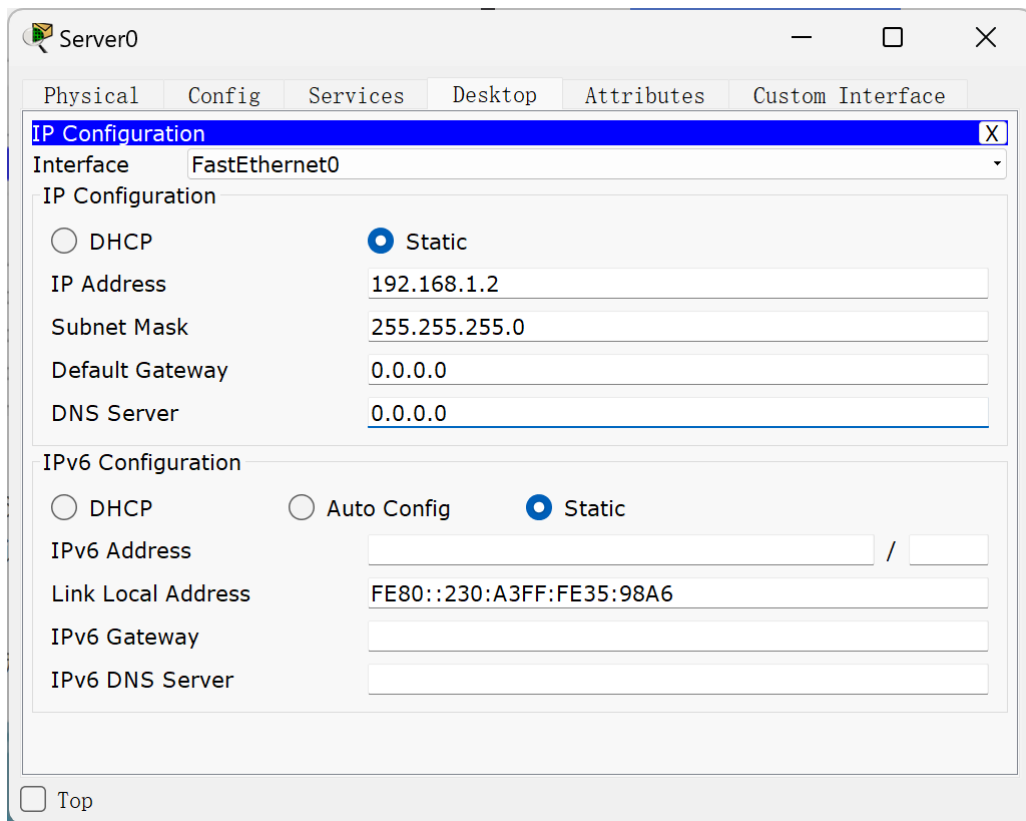 Server0
Physical Config Services Desktop Attributes Custom Interface
IP Configuration X
Interface FastEthernet0
IP Configuration
DHCP Static
IP Address 192.168.1.2
Subnet Mask 255.255.255.0
Default Gateway 0.0.0.0
DNS Server 0.0.0.0
IPv6 Configuration
DHCP Auto Config Static
IPv6 Address /
Link Local Address FE80::230:A3FF:FE35:98A6
IPv6 Gateway
IPv6 DNS Server
Top